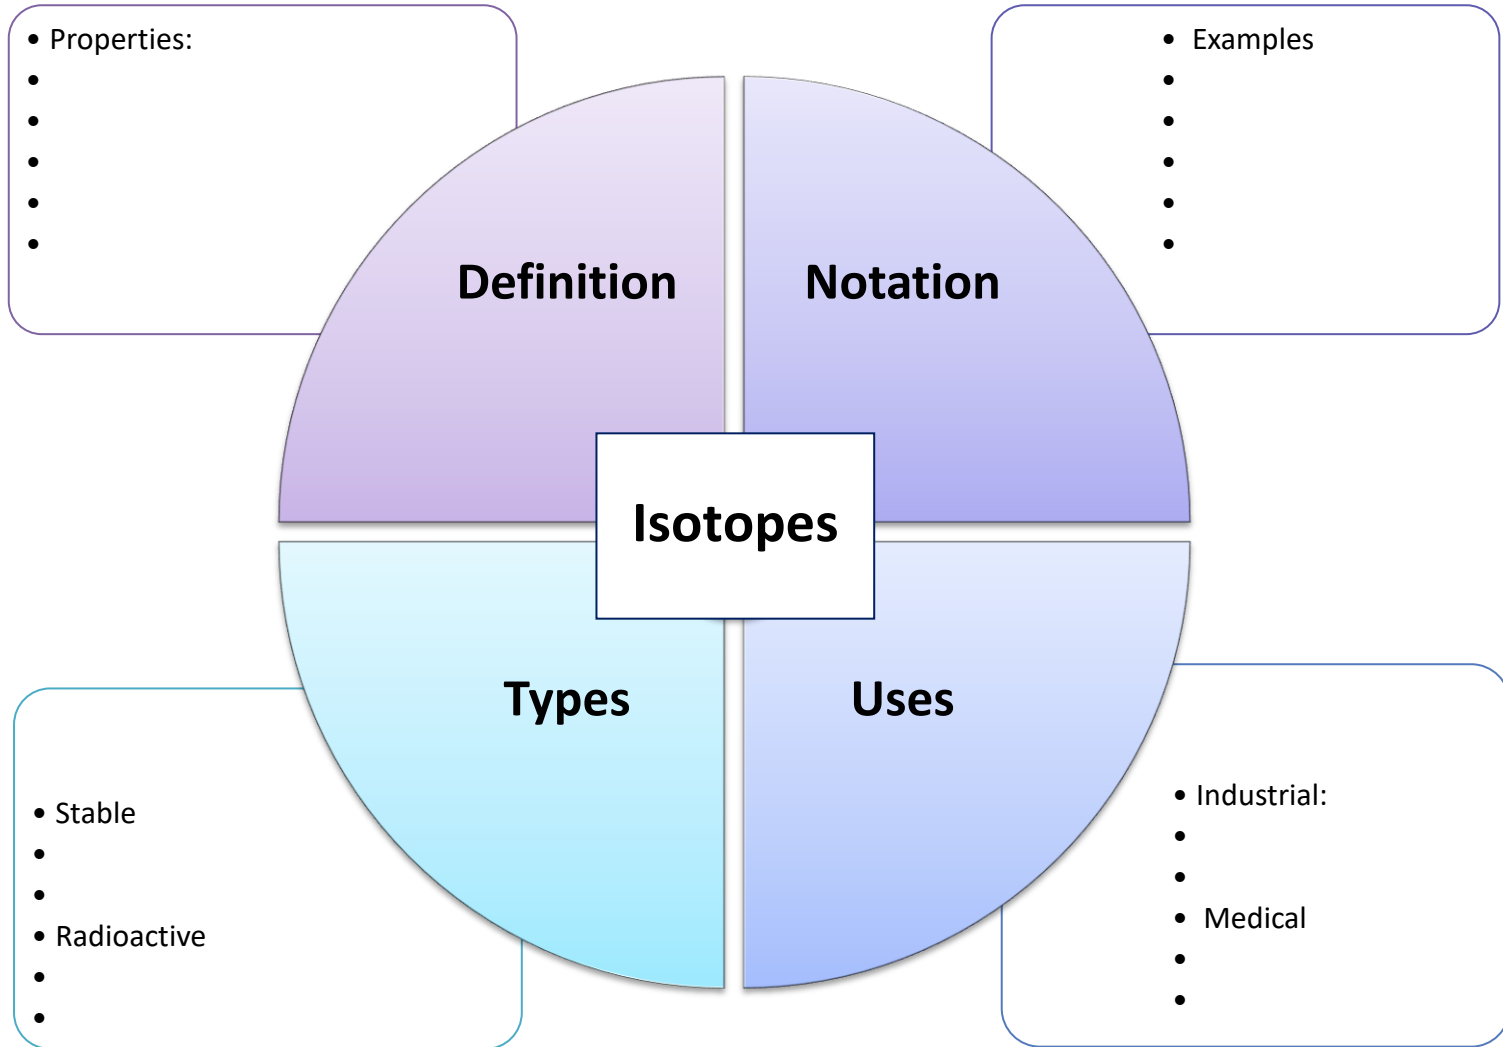 • Properties:
•
•
•
•
•
• Examples
•
•
•
•
•
Definition
Notation
Isotopes
Types
Uses
• Stable
•
•
• Radioactive
•
•
• Industrial:
•
•
• Medical
•
•